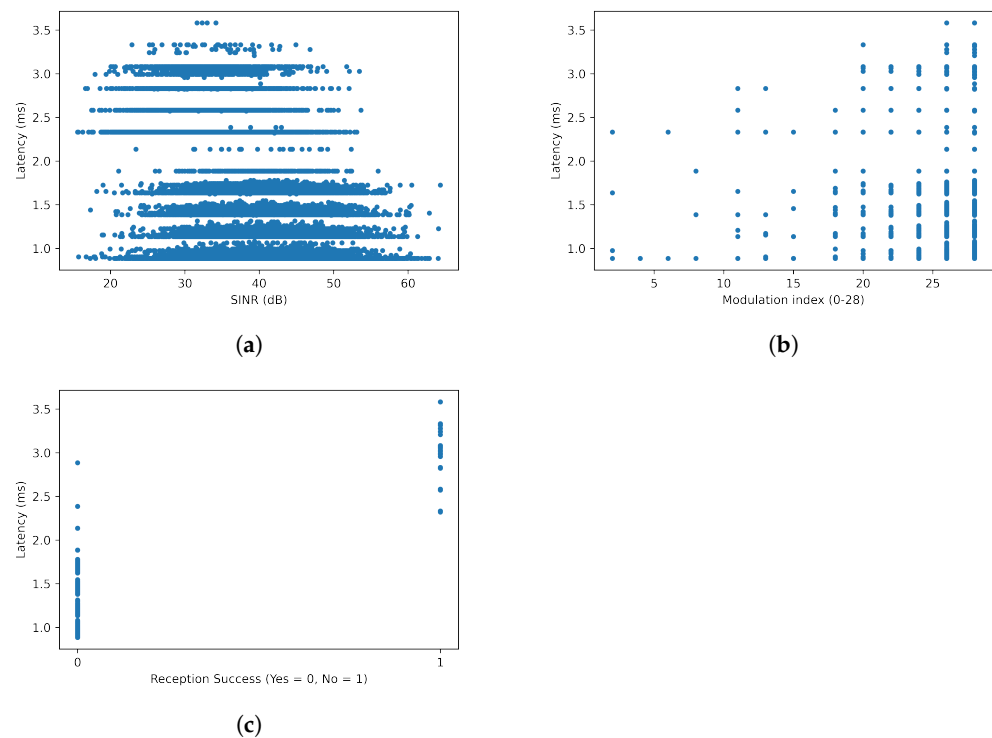 3.5
3.0
2.5
2.0
1.5
1.0
Latency (ms)
20 30 40 50 60
SINR (dB)
(a)
3.5
3.0
2.5
2.0
1.5
1.0
Latency (ms)
5 10 15 20 25
Modulation index (0-28)
(b)
3.5
3.0
2.5
2.0
1.5
1.0
Latency (ms)
0 1
Reception Success (Yes = 0, No = 1)
(c)